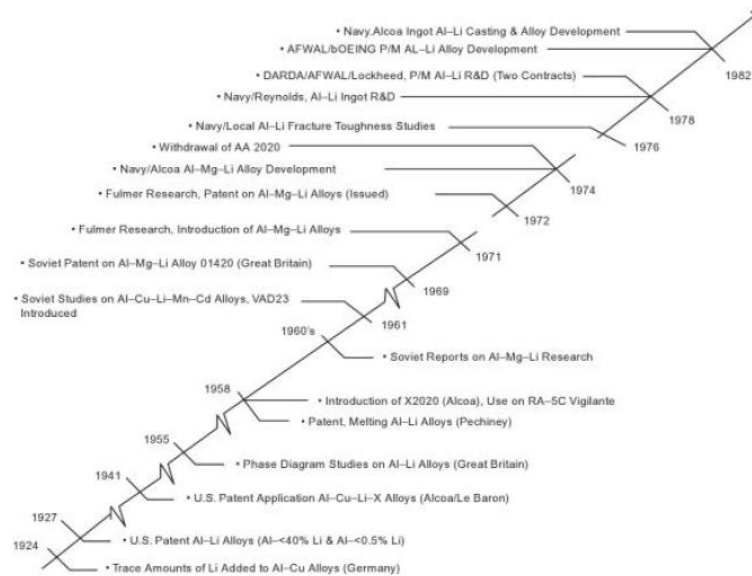 • Navy.Alcoa Ingot Al–Li Casting & Alloy Development
• AFWAL/bOEING P/M AL–Li Alloy Development
1982
• DARDA/AFWAL/Lockheed, P/M Al–Li R&D (Two Contracts)
• Navy/Reynolds, Al–Li Ingot R&D
1978
• Navy/Local Al–Li Fracture Toughness Studies
1976
• Withdrawal of AA 2020
• Navy/Alcoa Al–Mg–Li Alloy Development
1974
• Fulmer Research, Patent on Al–Mg–Li Alloys (Issued)
1972
• Fulmer Research, Introduction of Al–Mg–Li Alloys
1971
• Soviet Patent on Al–Mg–Li Alloy 01420 (Great Britain)
1969
• Soviet Studies on Al–Cu–Li–Mn–Cd Alloys, VAD23
Introduced
1961
1960's
• Soviet Reports on Al–Mg–Li Research
1958
• Introduction of X2020 (Alcoa), Use on RA–5C Vigilante
• Patent, Melting Al–Li Alloys (Pechiney)
1955
• Phase Diagram Studies on Al–Li Alloys (Great Britain)
1941
• U.S. Patent Application Al–Cu–Li–X Alloys (Alcoa/Le Baron)
1927
• U.S. Patent Al–Li Alloys (Al–<40% Li & Al–<0.5% Li)
1924
• Trace Amounts of Li Added to Al–Cu Alloys (Germany)